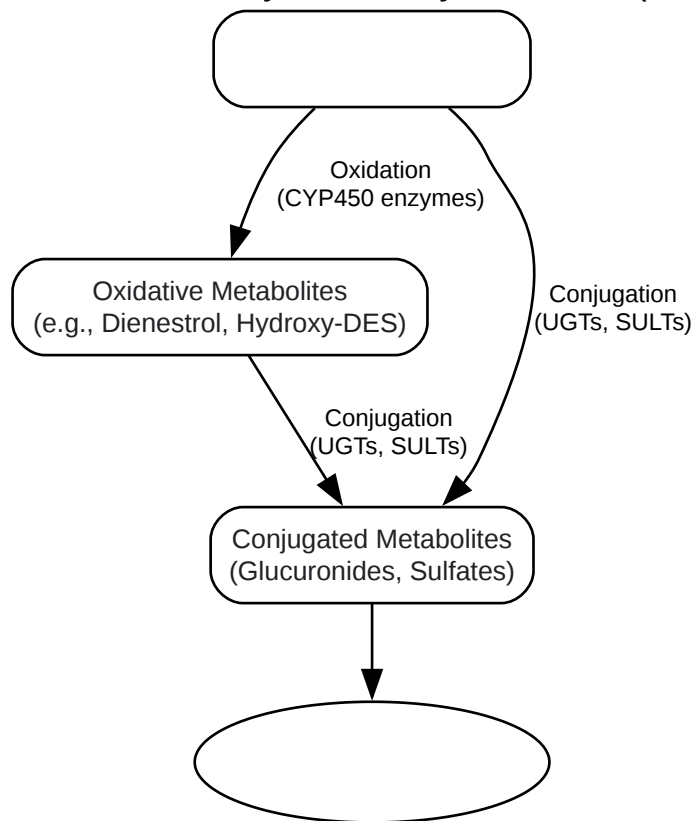 Oxidation
(CYP450 enzymes)
Oxidative Metabolites
(e.g., Dienestrol, Hydroxy-DES)
Conjugation
(UGTs, SULTs)
Conjugation
(UGTs, SULTs)
Conjugated Metabolites
(Glucuronides, Sulfates)